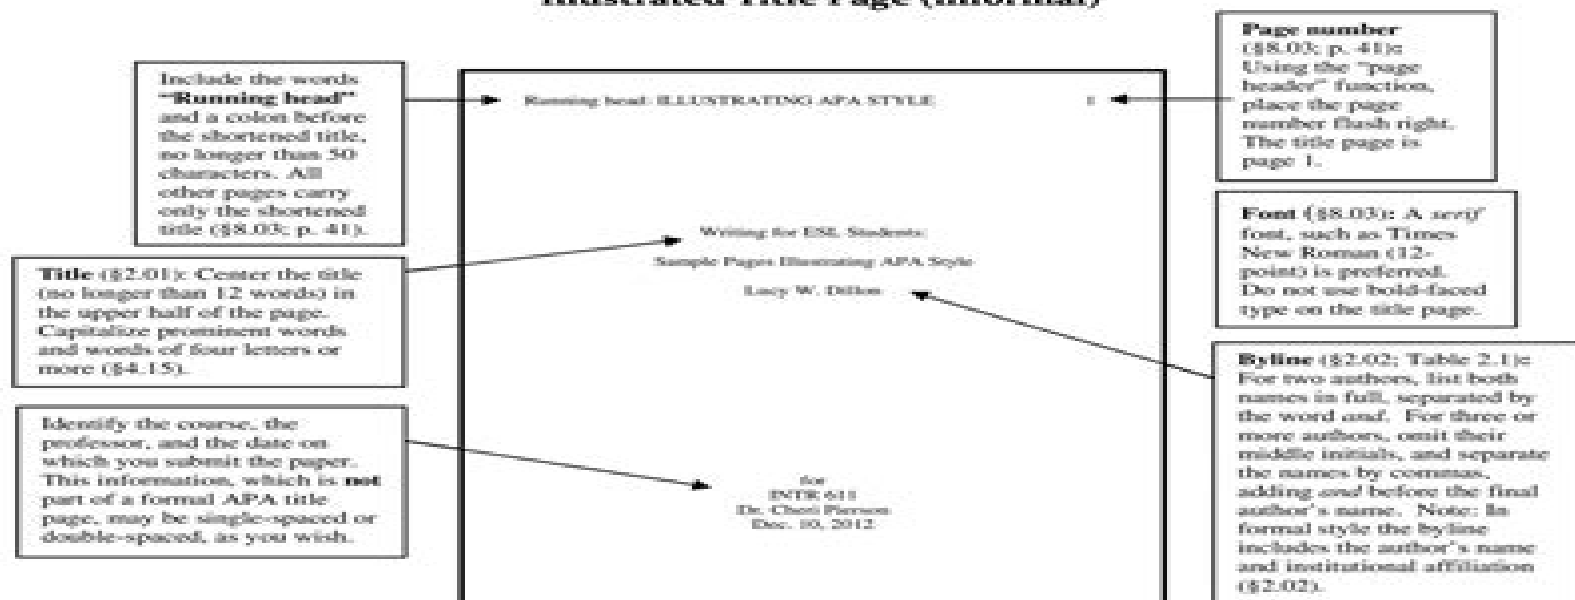 Illustrated Title Page (Informal)
Include the words
"Running head"
and a colon before
the shortened title,
no longer than 50
characters. All
other pages carry
only the shortened
title (§8.03; p. 41).
Title (§2.01): Center the title
(no longer than 12 words) in
the upper half of the page.
Capitalize prominent words
and words of four letters or
more (§4.15).
Identify the course, the
professor, and the date on
which you submit the paper.
This information, which is not
part of a formal APA title
page, may be single-spaced or
double-spaced, as you wish.
Running head: ILLUSTRATING APA STYLE 1
Writing for ESL Students:
Sample Pages Illustrating APA Style
Lucy W. Dillon
for
INTR 611
Dr. Cheri Pierson
Dec. 10, 2012
Page number
(§8.03; p. 41):
Using the "page
header" function,
place the page
number flush right.
The title page is
page 1.
Font (§8.03): A serif
font, such as Times
New Roman (12-
point) is preferred.
Do not use bold-faced
type on the title page.
Byline (§2.02; Table 2.1):
For two authors, list both
names in full, separated by
the word and. For three or
more authors, omit their
middle initials, and separate
the names by commas,
adding and before the final
author's name. Note: In
formal style the byline
includes the author's name
and institutional affiliation
(§2.02).